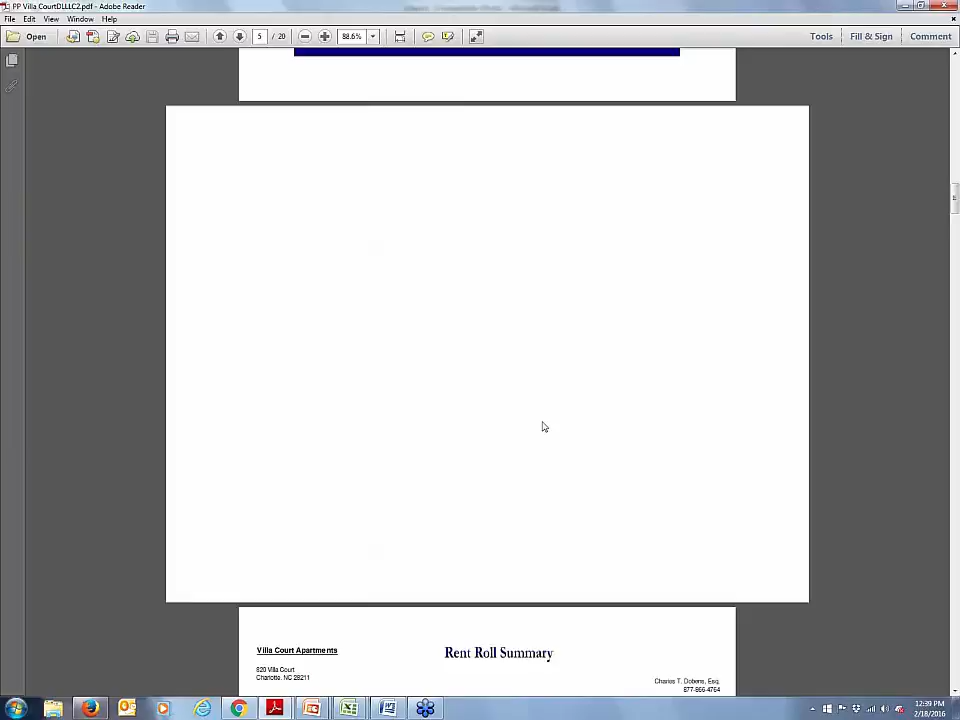 PP Villa CourtDLLLC2.pdf - Adobe Reader
File Edit View Window Help
Open 5 / 20 88.6% Tools Fill & Sign Comment
Villa Court Apartments
Rent Roll Summary
820 Villa Court
Charlotte, NC 28211
Charles T. Dobens, Esq.
877-866-4764
12:39 PM
2/18/2016